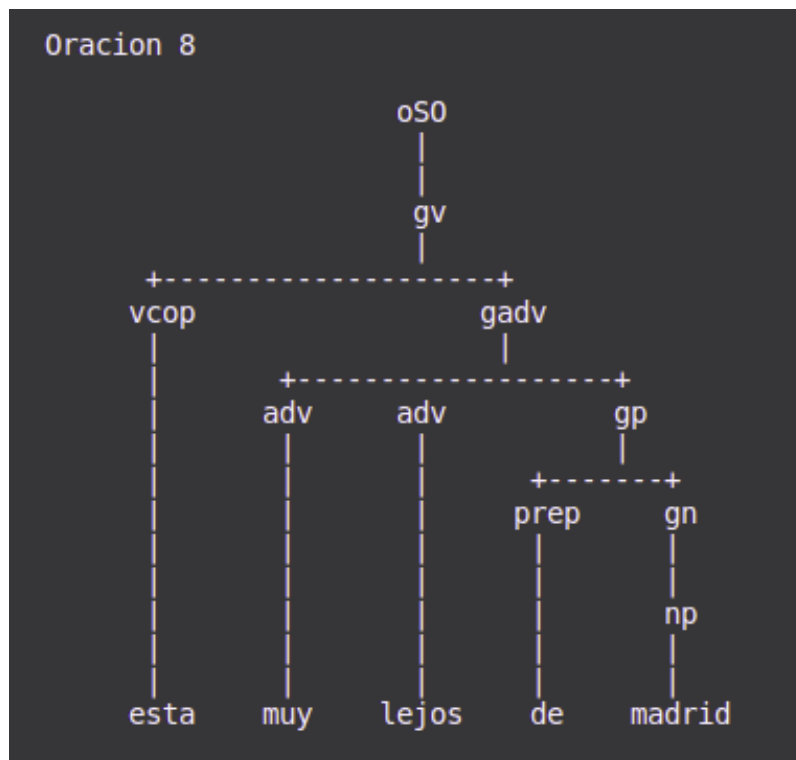 Oracion 8
oSO
gv
vcop gadv
adv adv gp
prep gn
np
esta muy lejos de madrid